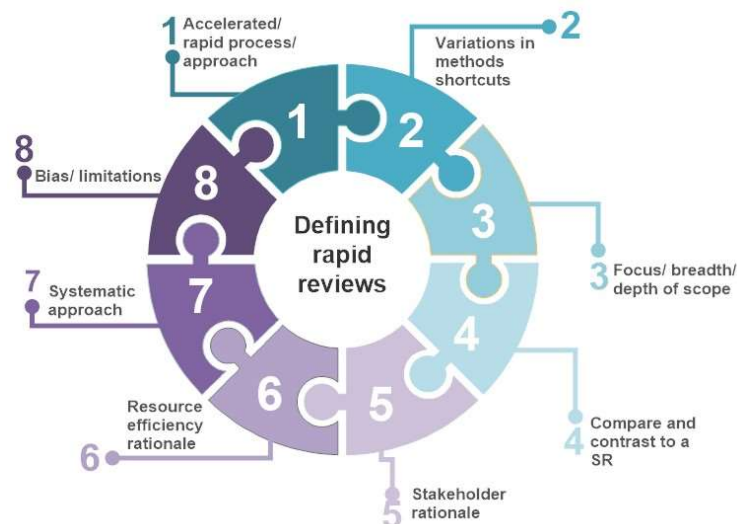 1
Accelerated/
rapid process/
approach
2
Variations in
methods
shortcuts
3
Focus/ breadth/
depth of scope
4
Compare and
contrast to a
SR
5
Stakeholder
rationale
6
Resource
efficiency
rationale
7
Systematic
approach
8
Bias/ limitations
1
2
3
4
5
6
7
8
Defining
rapid
reviews